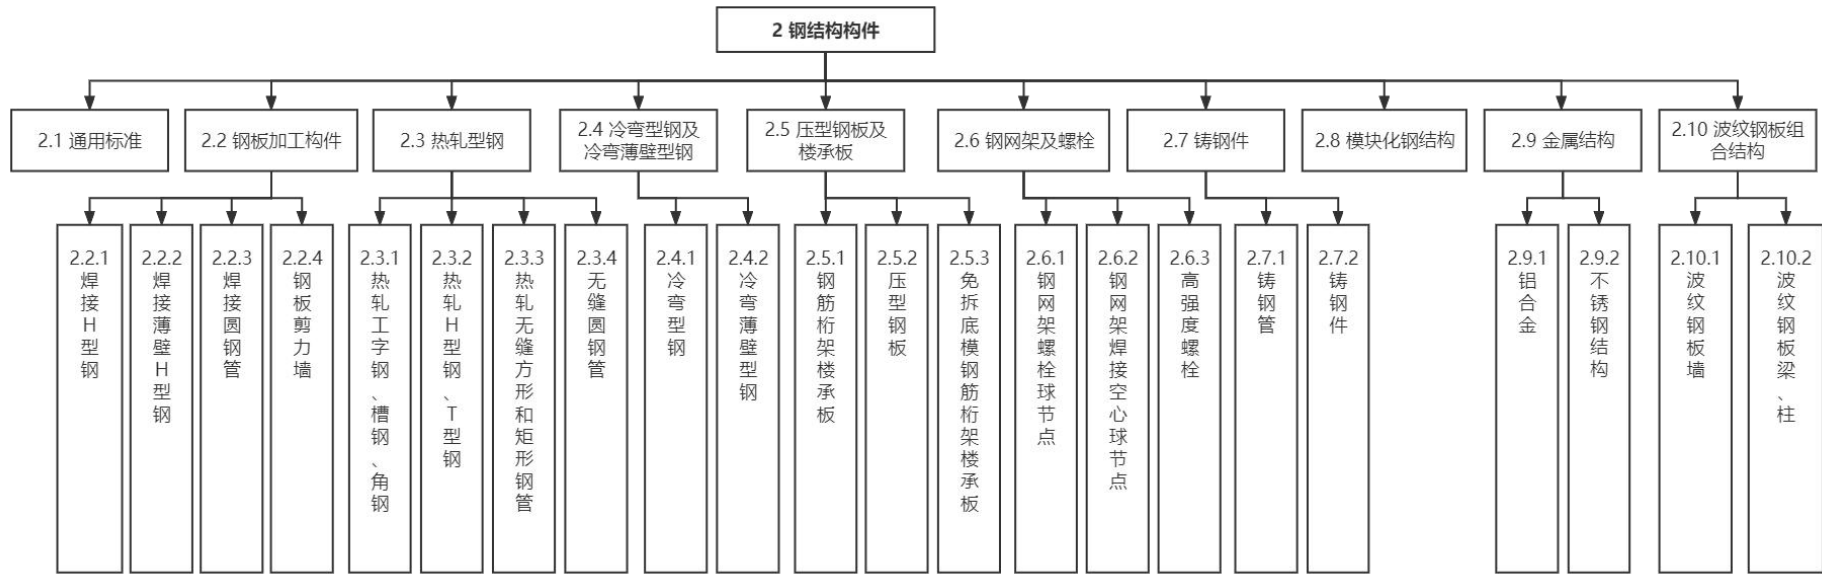 2 钢结构构件
2.1 通用标准
2.2 钢板加工构件
2.3 热轧型钢
2.4 冷弯型钢及
冷弯薄壁型钢
2.5 压型钢板及
楼承板
2.6 钢网架及螺栓
2.7 铸钢件
2.8 模块化钢结构
2.9 金属结构
2.10 波纹钢板组
合结构
2.2.1
焊接H型钢
2.2.2
焊接薄壁H型钢
2.2.3
焊接圆钢管
2.2.4
钢板剪力墙
2.3.1
热轧工字钢、槽钢、角钢
2.3.2
热轧H型钢、T型钢
2.3.3
热轧无缝方形和矩形钢管
2.3.4
无缝圆钢管
2.4.1
冷弯型钢
2.4.2
冷弯薄壁型钢
2.5.1
钢筋桁架楼承板
2.5.2
压型钢板
2.5.3
免拆底模钢筋桁架楼承板
2.6.1
钢网架螺栓球节点
2.6.2
钢网架焊接空心球节点
2.6.3
高强度螺栓
2.7.1
铸钢管
2.7.2
铸钢件
2.9.1
铝合金
2.9.2
不锈钢结构
2.10.1
波纹钢板墙
2.10.2
波纹钢板梁、柱